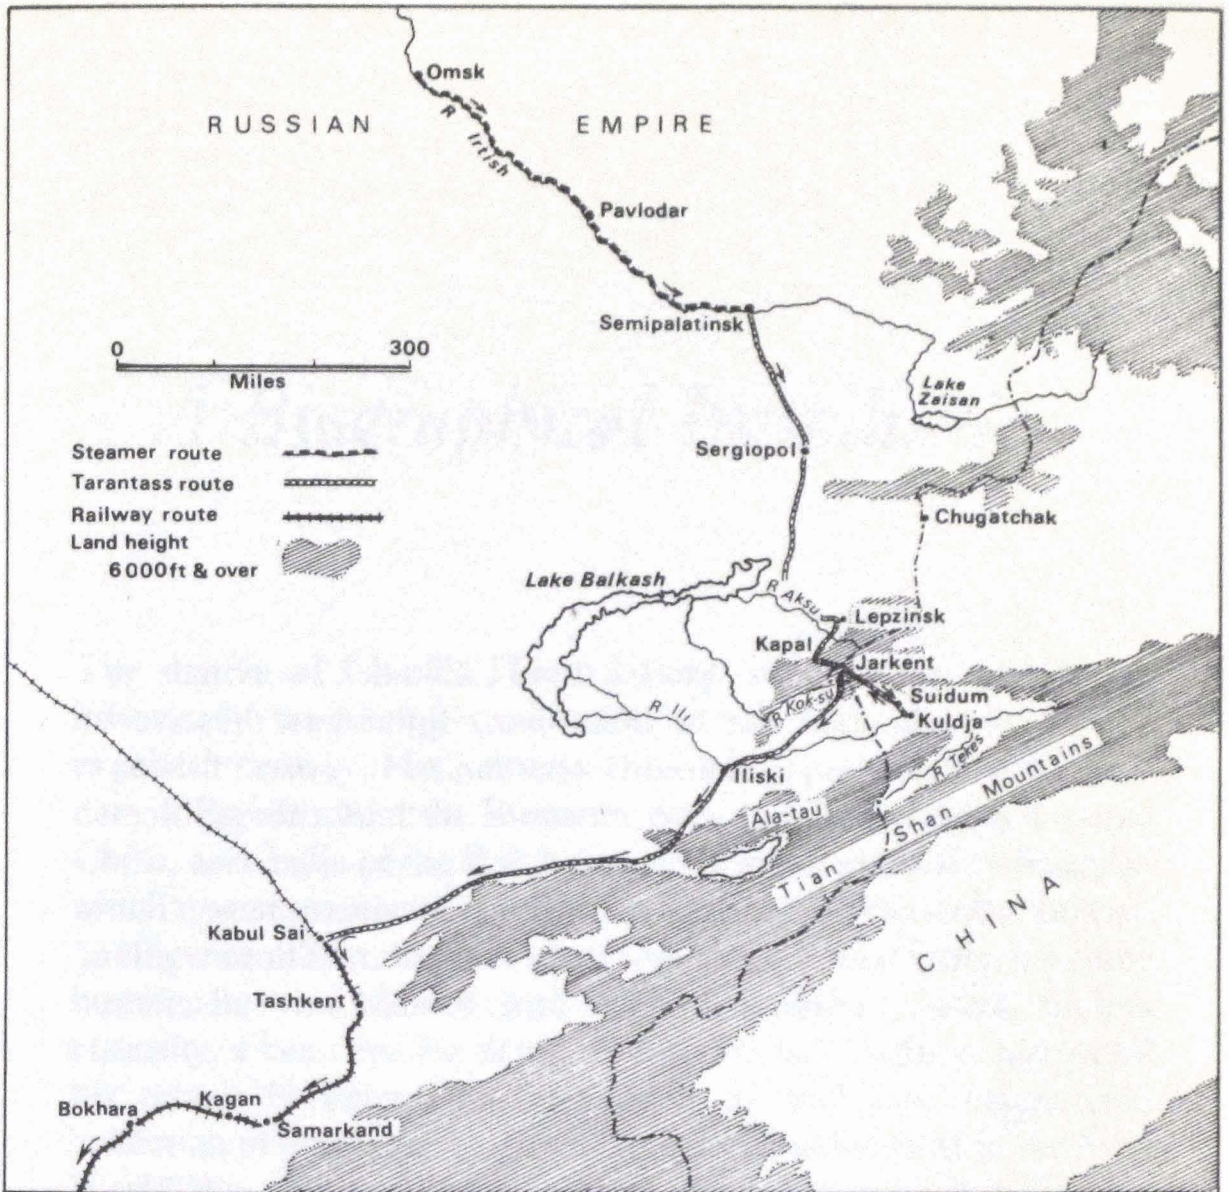 Omsk
RUSSIAN EMPIRE
R Irtish
Pavlodar
Semipalatinsk
0 300
Miles
Lake
Zaisan
Steamer route
Tarantass route
Railway route
Land height
6000ft & over
Sergiopol
Chugatchak
Lake Balkash
R Aksu
Lepzinsk
Kapal
Jarkent
Suidum
Kuldja
R Kok-su
R Ili
R Tekes
Iliski
Ala-tau
Tian Shan Mountains
CHINA
Kabul Sai
Tashkent
Kagan
Bokhara
Samarkand